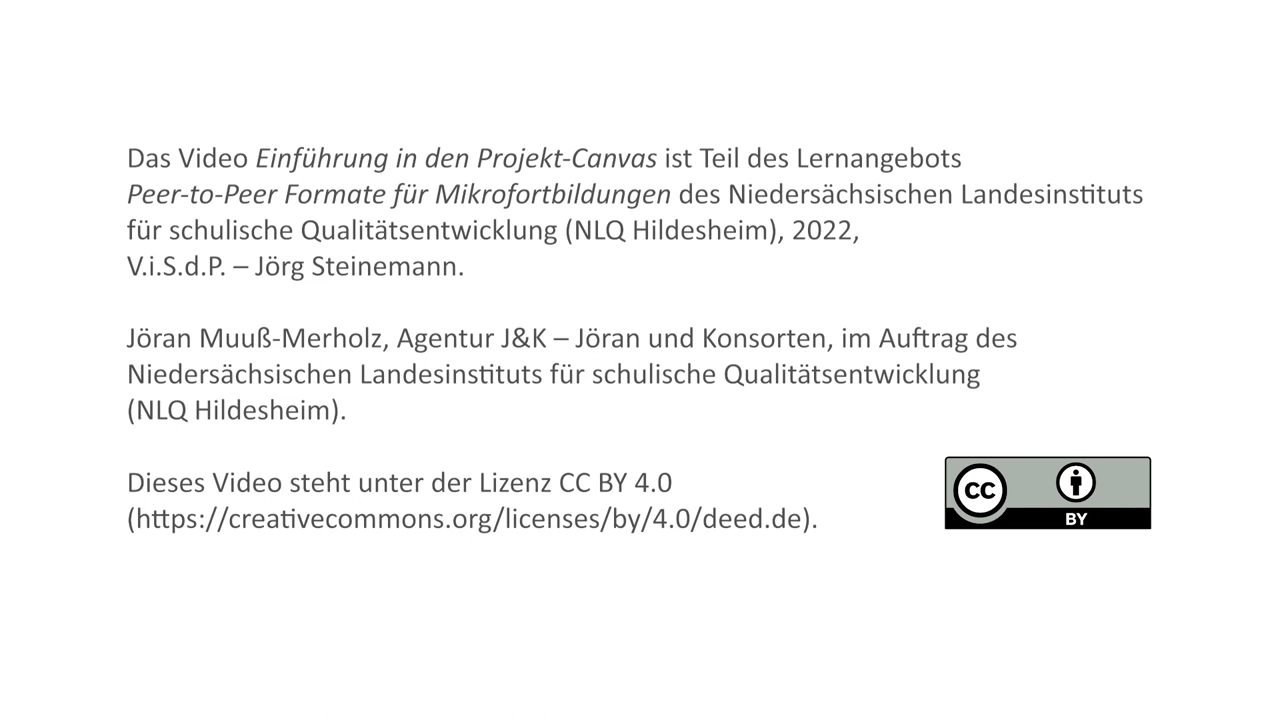 Das Video Einführung in den Projekt-Canvas ist Teil des Lernangebots
Peer-to-Peer Formate für Mikrofortbildungen des Niedersächsischen Landesinstituts
für schulische Qualitätsentwicklung (NLQ Hildesheim), 2022,
V.i.S.d.P. – Jörg Steinemann.
Jöran Muuß-Merholz, Agentur J&K – Jöran und Konsorten, im Auftrag des
Niedersächsischen Landesinstituts für schulische Qualitätsentwicklung
(NLQ Hildesheim).
Dieses Video steht unter der Lizenz CC BY 4.0
(https://creativecommons.org/licenses/by/4.0/deed.de).
CC
BY